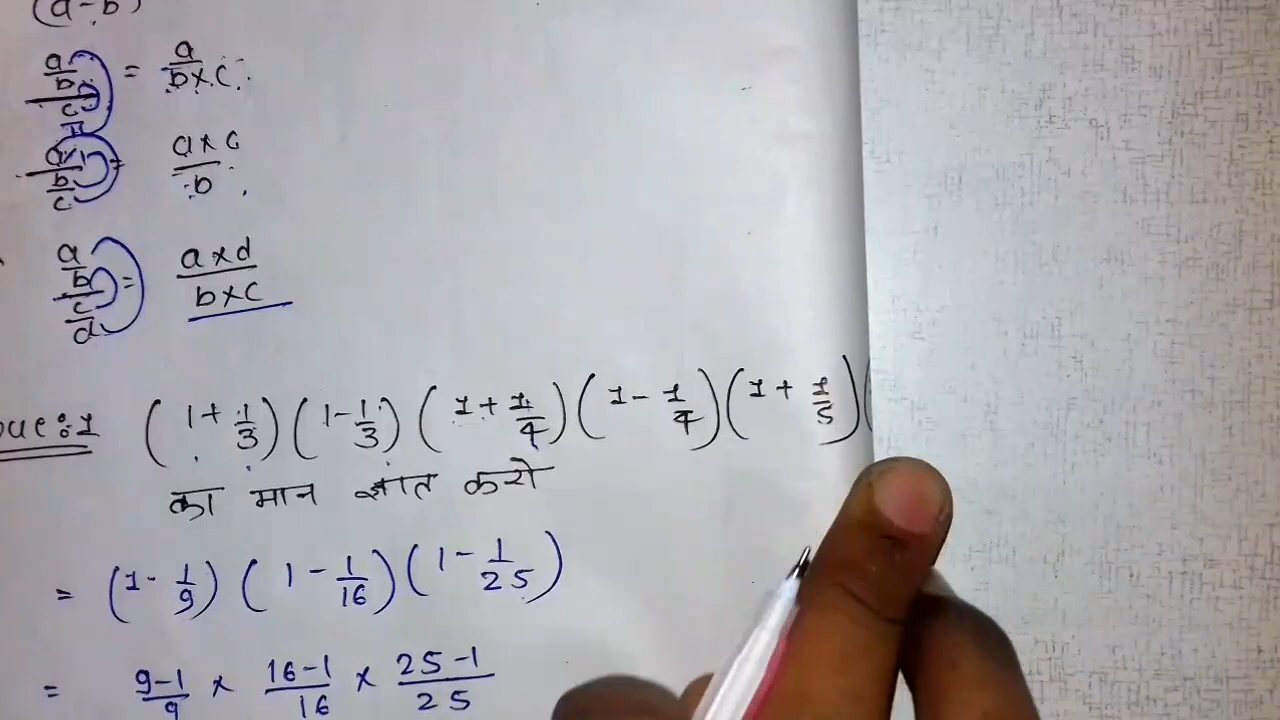 (a-b)
a/b/c = a/b×c
a×1/b/c = a×c/b
a/b/c/d = a×d/b×c
que:1 (1+1/3)(1-1/3)(1+1/4)(1-1/4)(1+1/5)(
का मान ज्ञात करो
= (1-1/9)(1-1/16)(1-1/25)
= 9-1/9 × 16-1/16 × 25-1/25